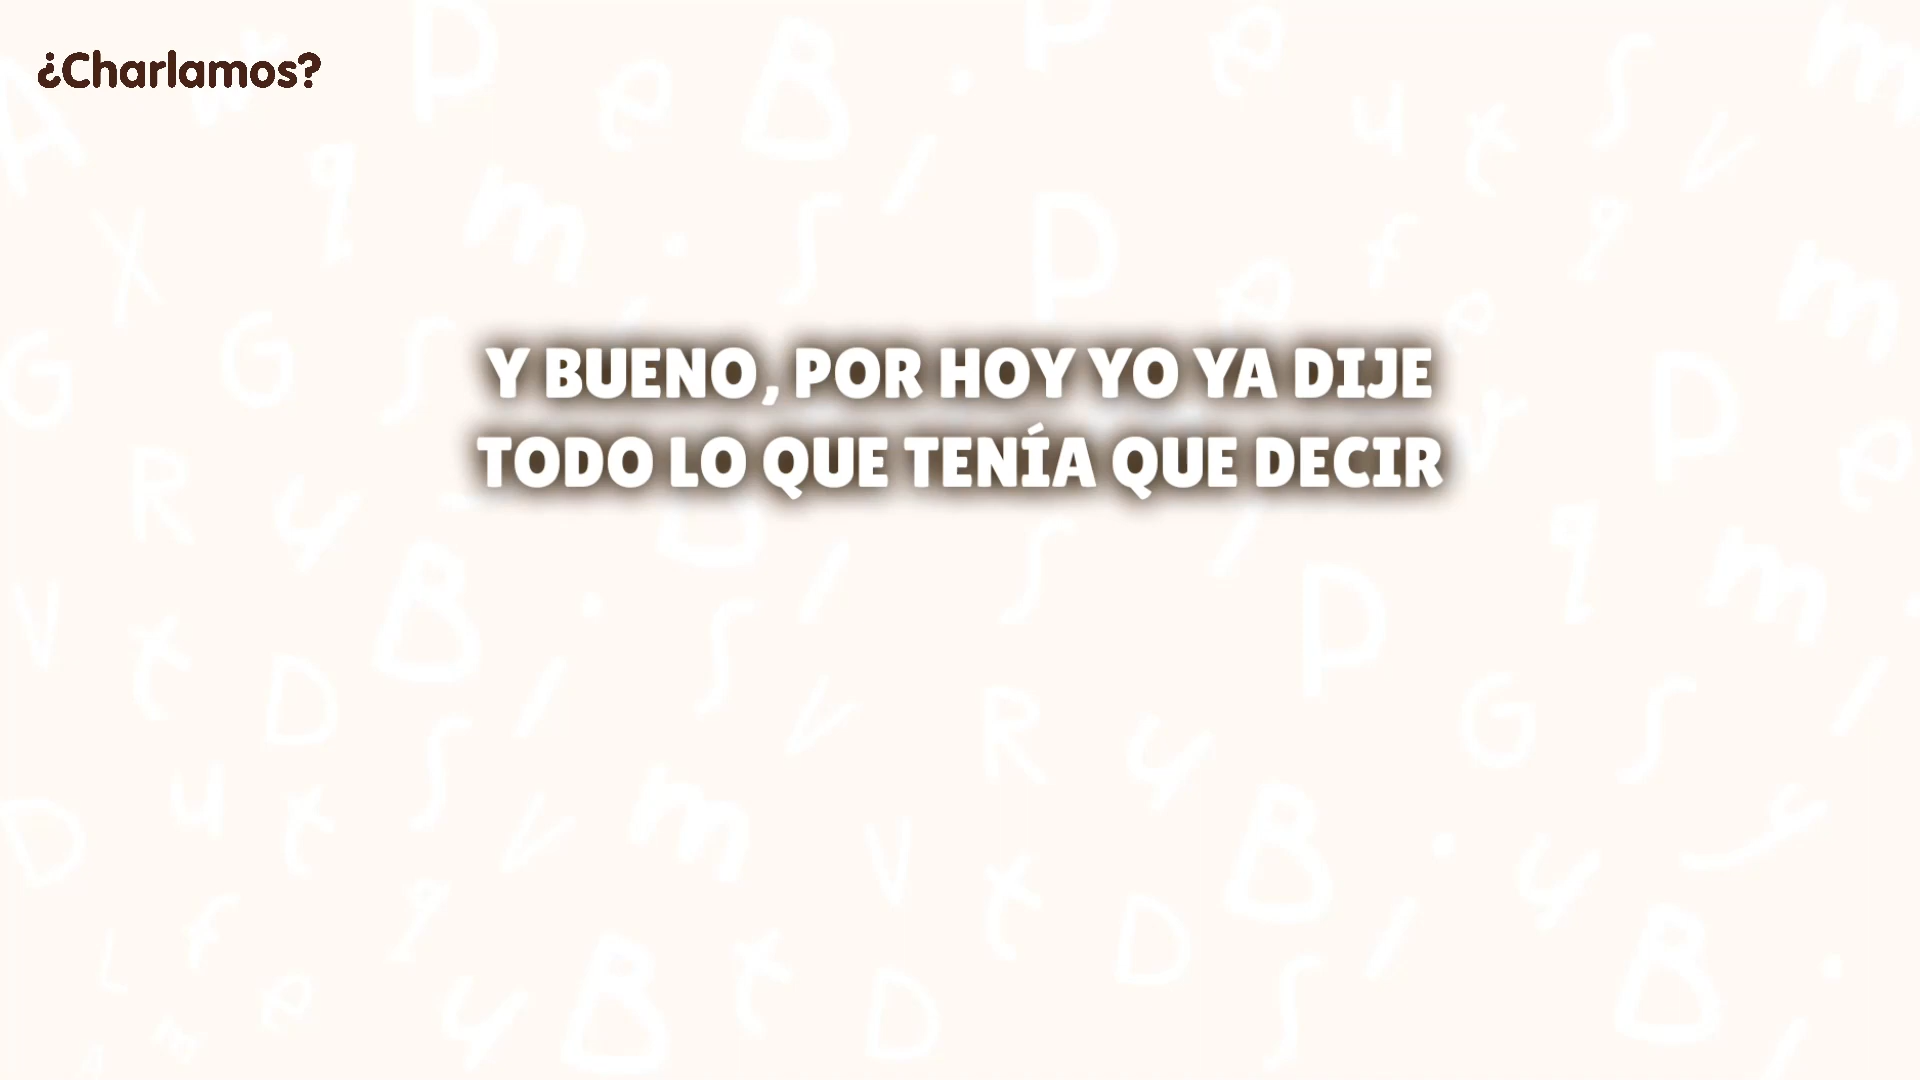 ¿Charlamos?
Y BUENO, POR HOY YO YA DIJE
TODO LO QUE TENÍA QUE DECIR